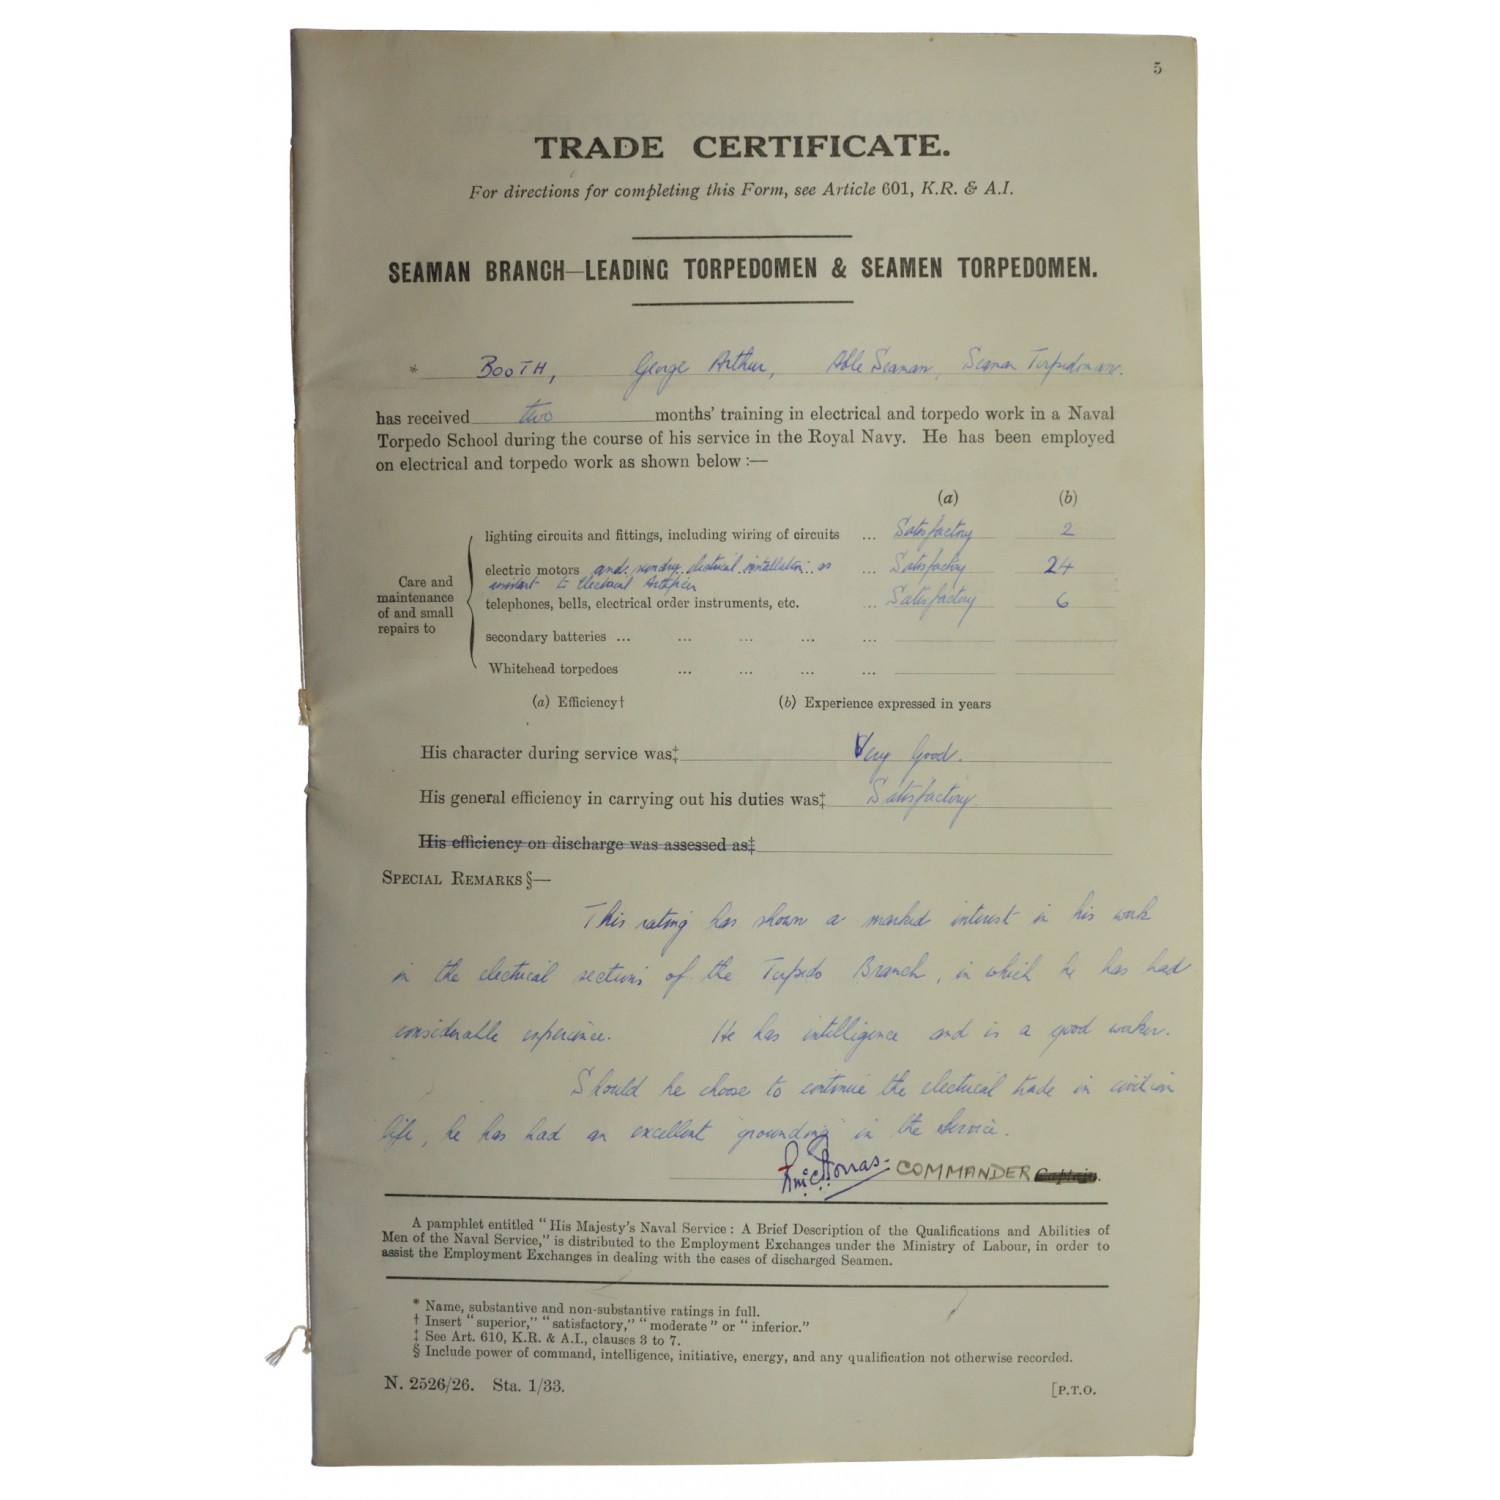 5
TRADE CERTIFICATE.
For directions for completing this Form, see Article 601, K.R. & A.I.
SEAMAN BRANCH—LEADING TORPEDOMEN & SEAMEN TORPEDOMEN.
* BOOTH, George Arthur, Able Seaman, Seaman Torpedoman.
has received two months' training in electrical and torpedo work in a Naval
Torpedo School during the course of his service in the Royal Navy. He has been employed
on electrical and torpedo work as shown below :—
(a) (b)
Care and
maintenance
of and small
repairs to
lighting circuits and fittings, including wiring of circuits ... Satisfactory 2
electric motors and sundry electrical installations as ... Satisfactory 24
assistant to Electrical Artificer
telephones, bells, electrical order instruments, etc. ... Satisfactory 6
secondary batteries ... ... ... ... ...
Whitehead torpedoes ... ... ... ...
(a) Efficiency† (b) Experience expressed in years
His character during service was‡ Very Good.
His general efficiency in carrying out his duties was‡ Satisfactory
His efficiency on discharge was assessed as‡
SPECIAL REMARKS §—
This rating has shown a marked interest in his work
in the electrical sections of the Torpedo Branch, in which he has had
considerable experience. He has intelligence and is a good worker.
Should he choose to continue the electrical trade in civilian
life, he has had an excellent 'grounding' in the Service.
COMMANDER Captain.
A pamphlet entitled "His Majesty's Naval Service : A Brief Description of the Qualifications and Abilities of
Men of the Naval Service," is distributed to the Employment Exchanges under the Ministry of Labour, in order to
assist the Employment Exchanges in dealing with the cases of discharged Seamen.
* Name, substantive and non-substantive ratings in full.
† Insert "superior," "satisfactory," "moderate" or "inferior."
‡ See Art. 610, K.R. & A.I., clauses 3 to 7.
§ Include power of command, intelligence, initiative, energy, and any qualification not otherwise recorded.
N. 2526/26. Sta. 1/33.
[P.T.O.